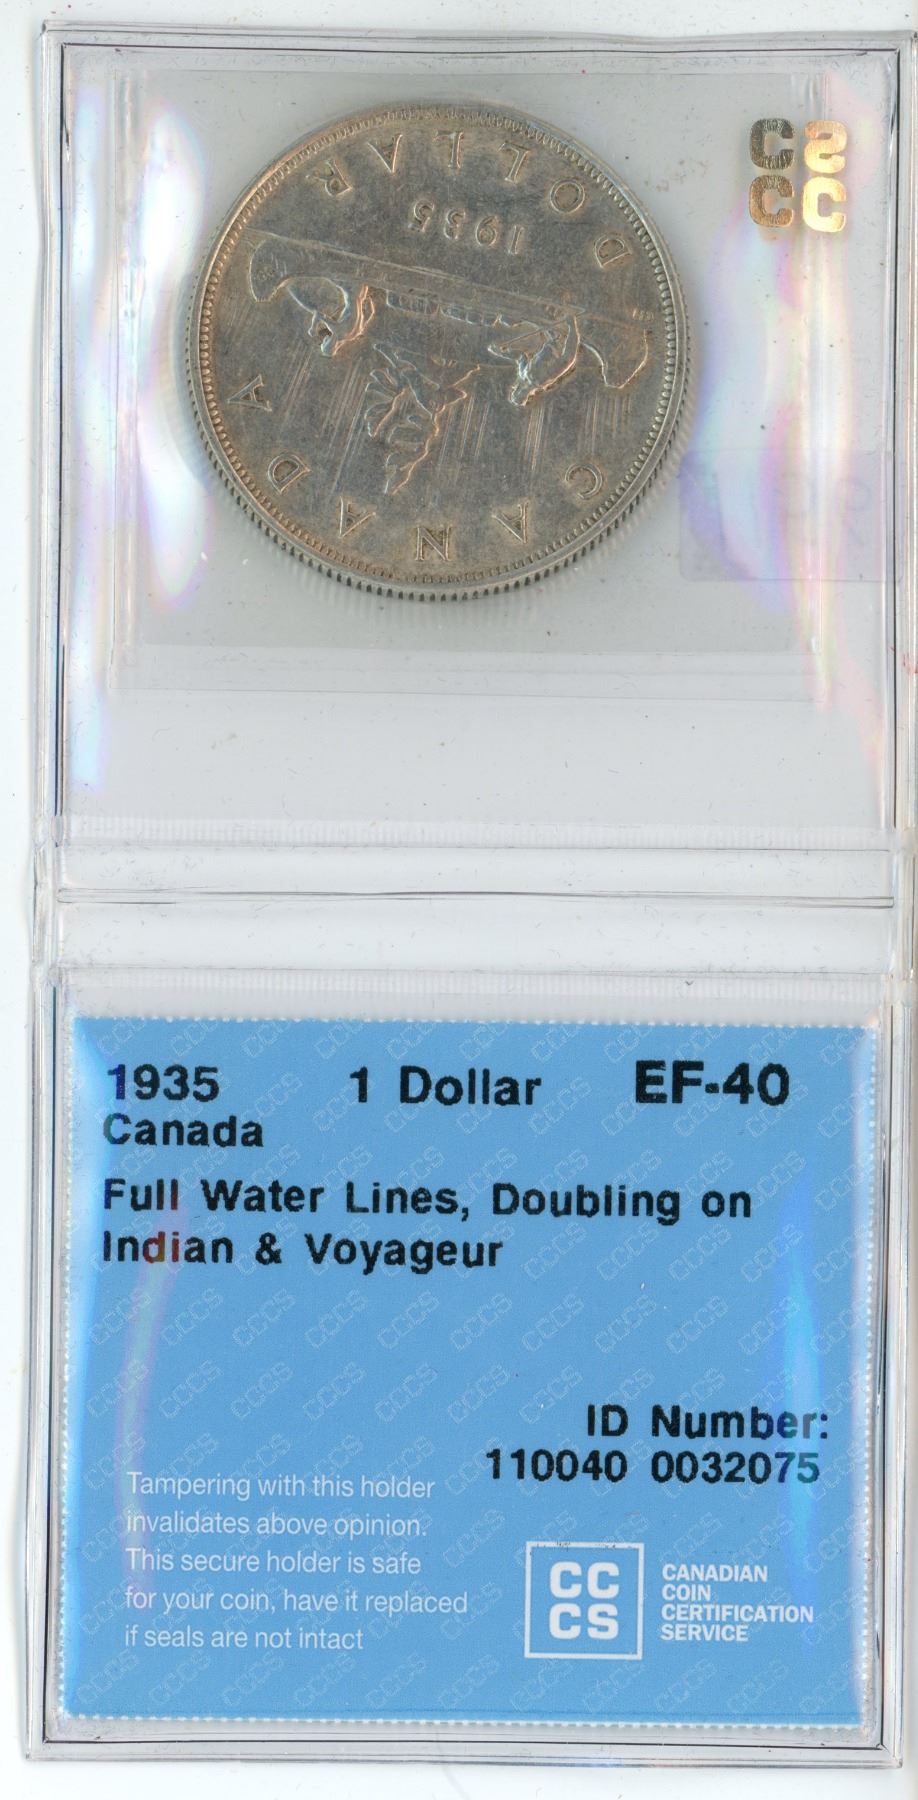 CANADA
1935
DOLLAR
CC
CS
1935 1 Dollar EF-40
Canada
Full Water Lines, Doubling on
Indian & Voyageur
ID Number:
110040 0032075
Tampering with this holder
invalidates above opinion.
This secure holder is safe
for your coin, have it replaced
if seals are not intact
CC
CS
CANADIAN
COIN
CERTIFICATION
SERVICE